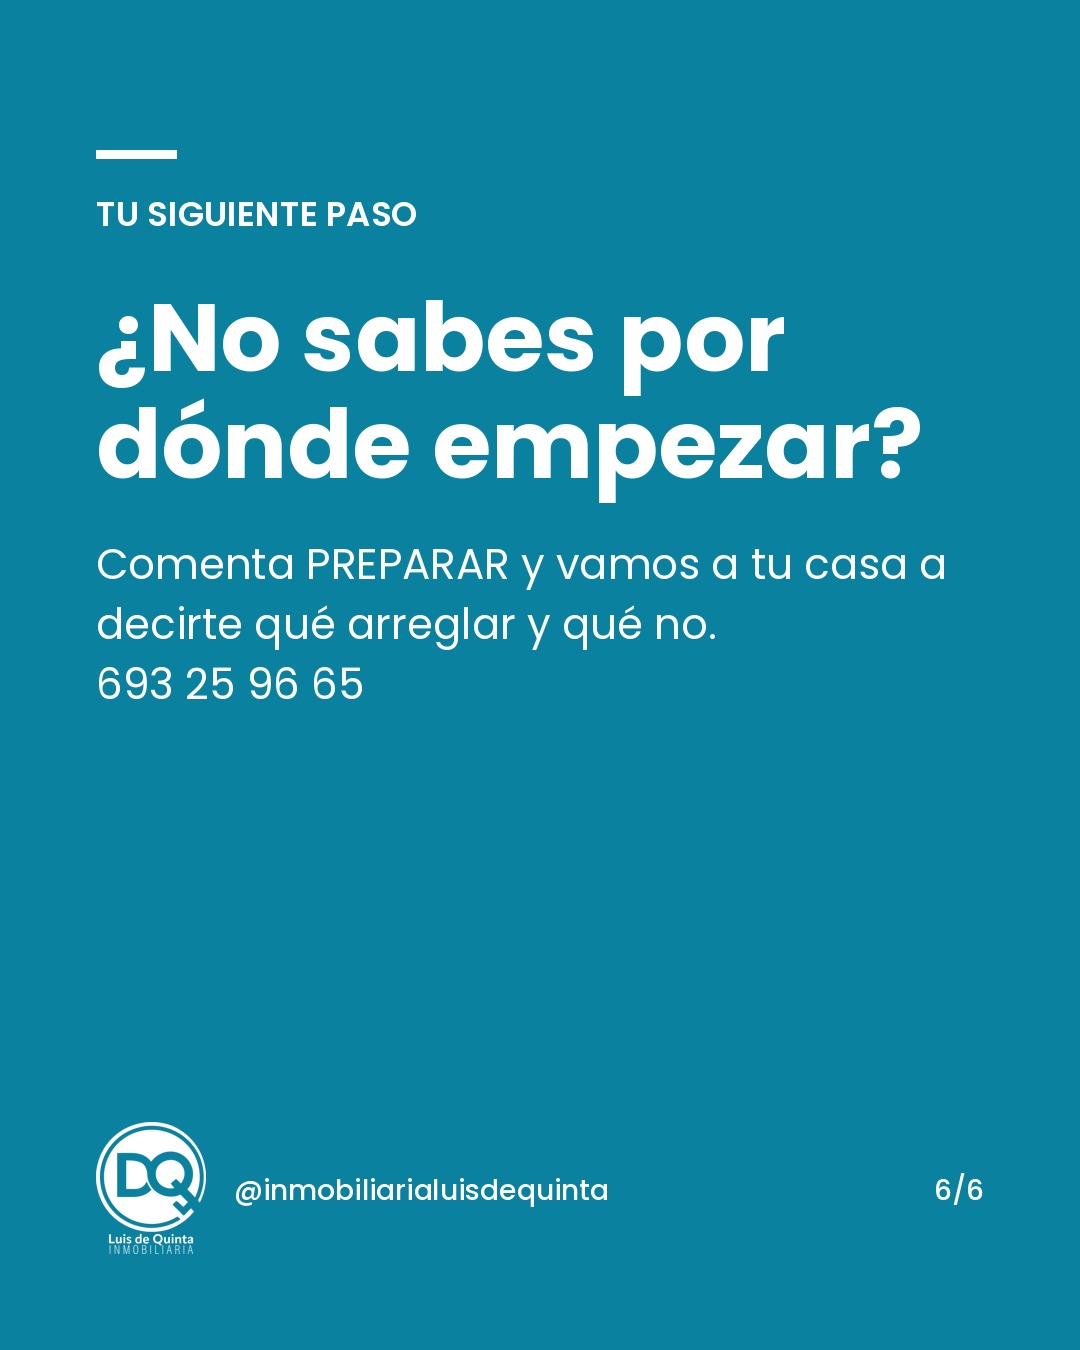 TU SIGUIENTE PASO
¿No sabes por
dónde empezar?
Comenta PREPARAR y vamos a tu casa a
decirte qué arreglar y qué no.
693 25 96 65
DQ
Luis de Quinta
INMOBILIARIA
@inmobiliarialuisdequinta
6/6